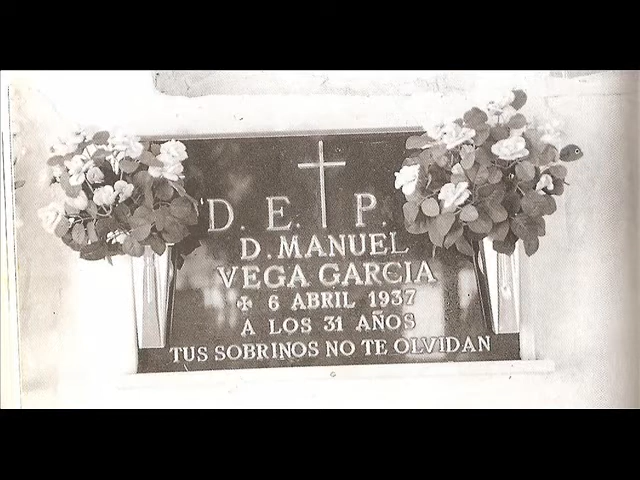 D. E. P.
D. MANUEL
VEGA GARCIA
✠ 6 ABRIL 1937
A LOS 31 AÑOS
TUS SOBRINOS NO TE OLVIDAN